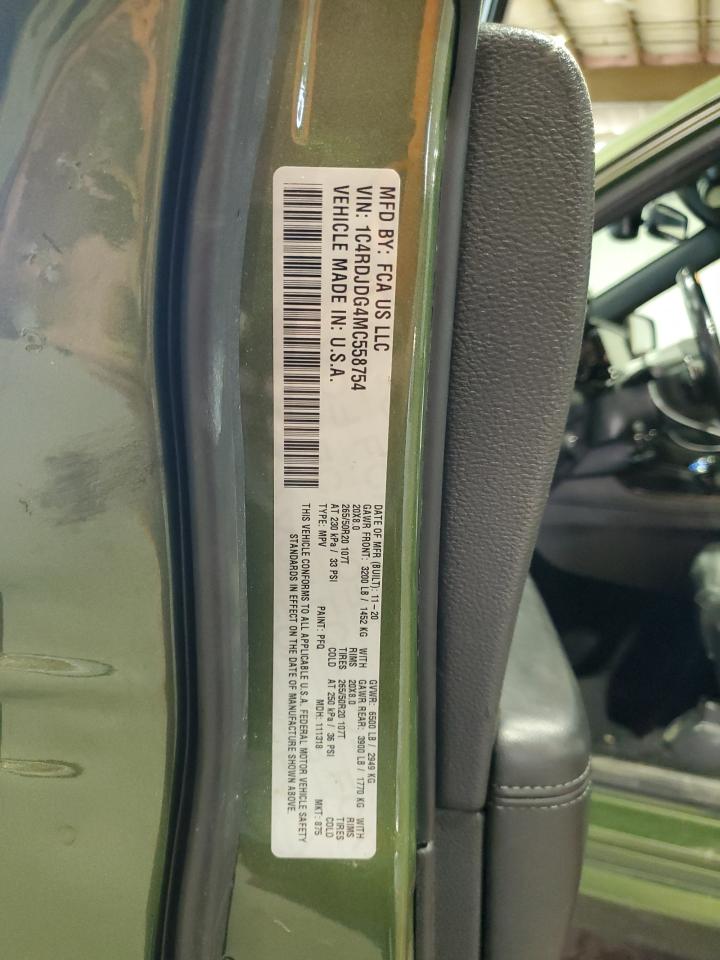 MFD BY: FCA US LLC
VIN: 1C4RDJDG4MC558754
VEHICLE MADE IN: U.S.A.
DATE OF MFR (BUILT): 11-20 GVWR: 6500 LB / 2949 KG
GAWR FRONT: 3200 LB / 1452 KG WITH GAWR REAR: 3900 LB / 1770 KG WITH
20X8.0 RIMS 20X8.0 RIMS
265/50R20 107T TIRES 265/50R20 107T TIRES
AT 230 kPa / 33 PSI COLD AT 250 kPa / 36 PSI COLD
TYPE: MPV PAINT: PFQ MDH: 111318 MKT: 875
THIS VEHICLE CONFORMS TO ALL APPLICABLE U.S.A. FEDERAL MOTOR VEHICLE SAFETY
STANDARDS IN EFFECT ON THE DATE OF MANUFACTURE SHOWN ABOVE.